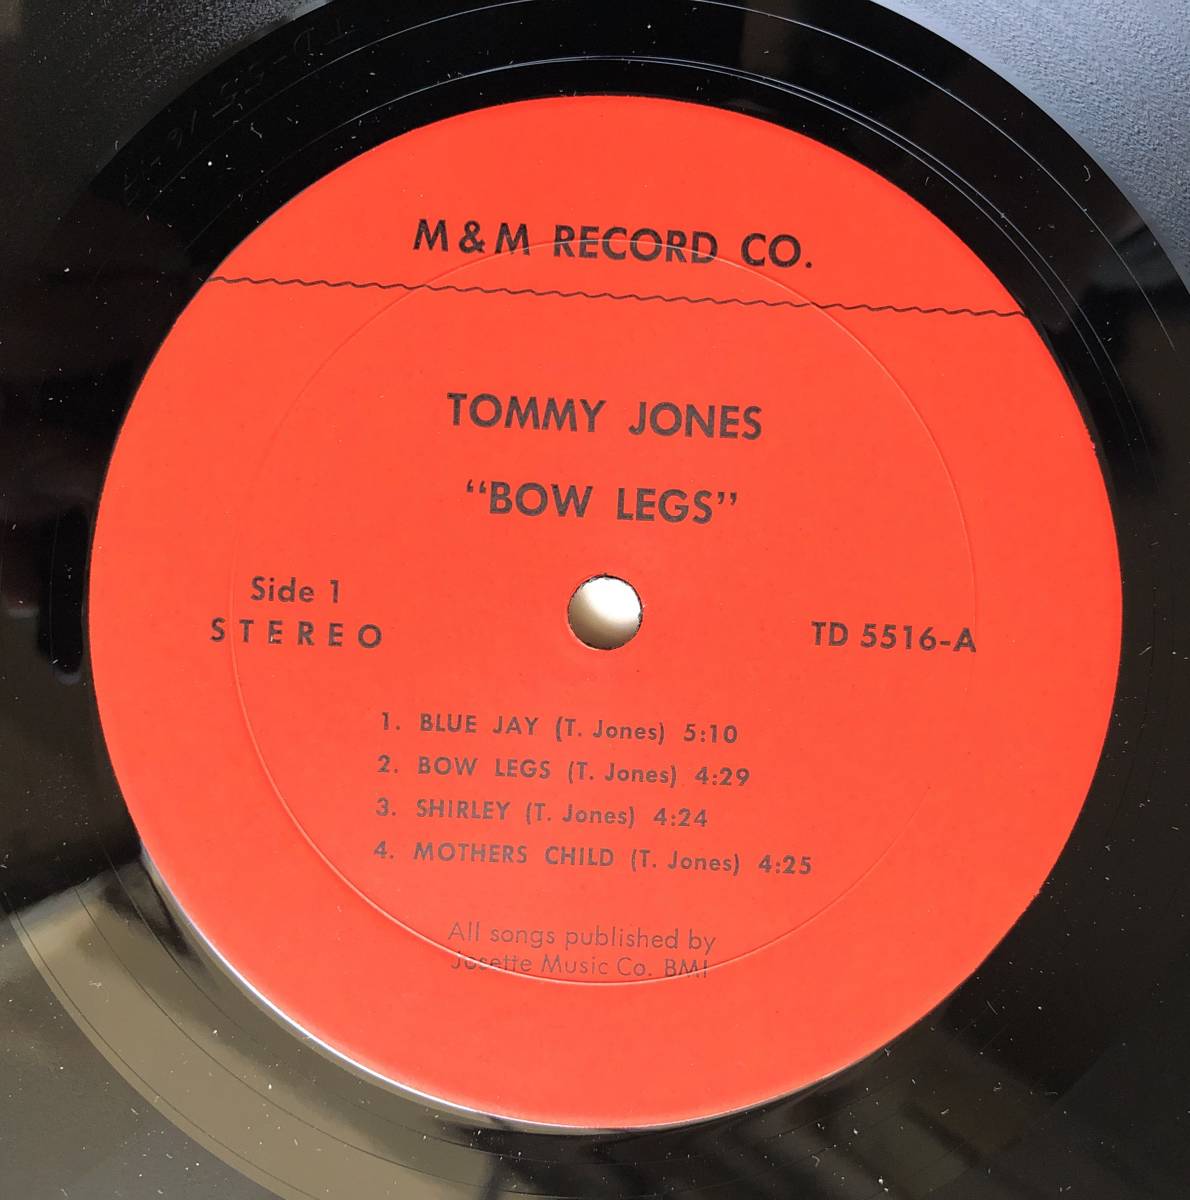 M & M RECORD CO.
TOMMY JONES
"BOW LEGS"
Side 1
STEREO
TD 5516-A
1. BLUE JAY (T. Jones) 5:10
2. BOW LEGS (T. Jones) 4:29
3. SHIRLEY (T. Jones) 4:24
4. MOTHERS CHILD (T. Jones) 4:25
All songs published by
Josette Music Co. BMI